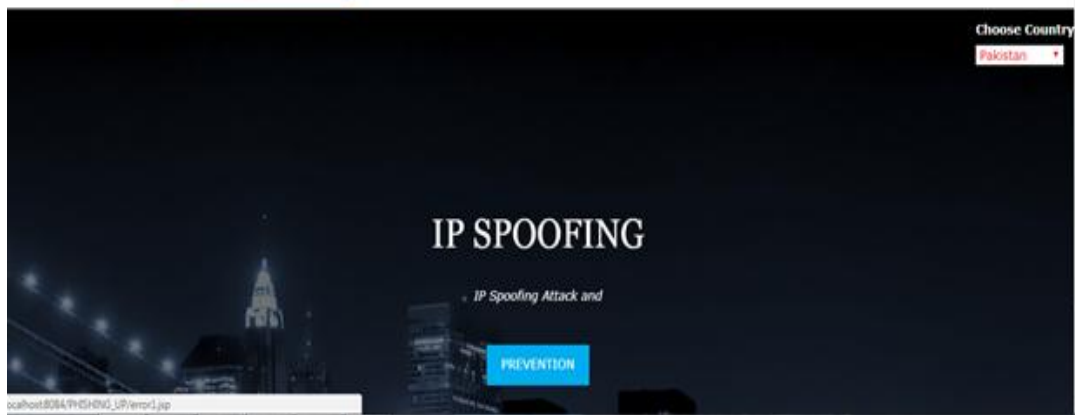 Choose Country
Pakistan
IP SPOOFING
IP Spoofing Attack and
PREVENTION
ocalhost:8084/PHISHING_UP/error1.jsp